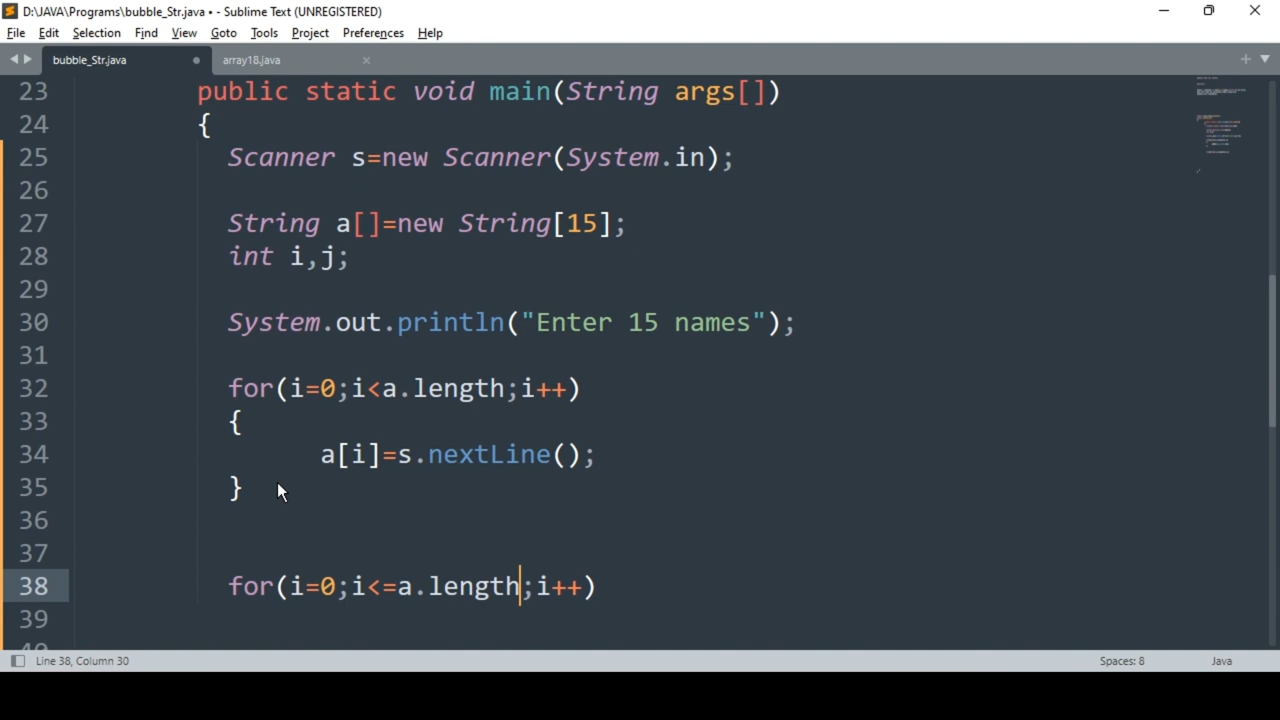 D:\JAVA\Programs\bubble_Str.java • - Sublime Text (UNREGISTERED)
File Edit Selection Find View Goto Tools Project Preferences Help
bubble_Str.java array18.java
23 public static void main(String args[])
24 {
25 Scanner s=new Scanner(System.in);
26
27 String a[]=new String[15];
28 int i,j;
29
30 System.out.println("Enter 15 names");
31
32 for(i=0;i<a.length;i++)
33 {
34 a[i]=s.nextLine();
35 }
36
37
38 for(i=0;i<=a.length;i++)
39
40
Line 38, Column 30 Spaces: 8 Java